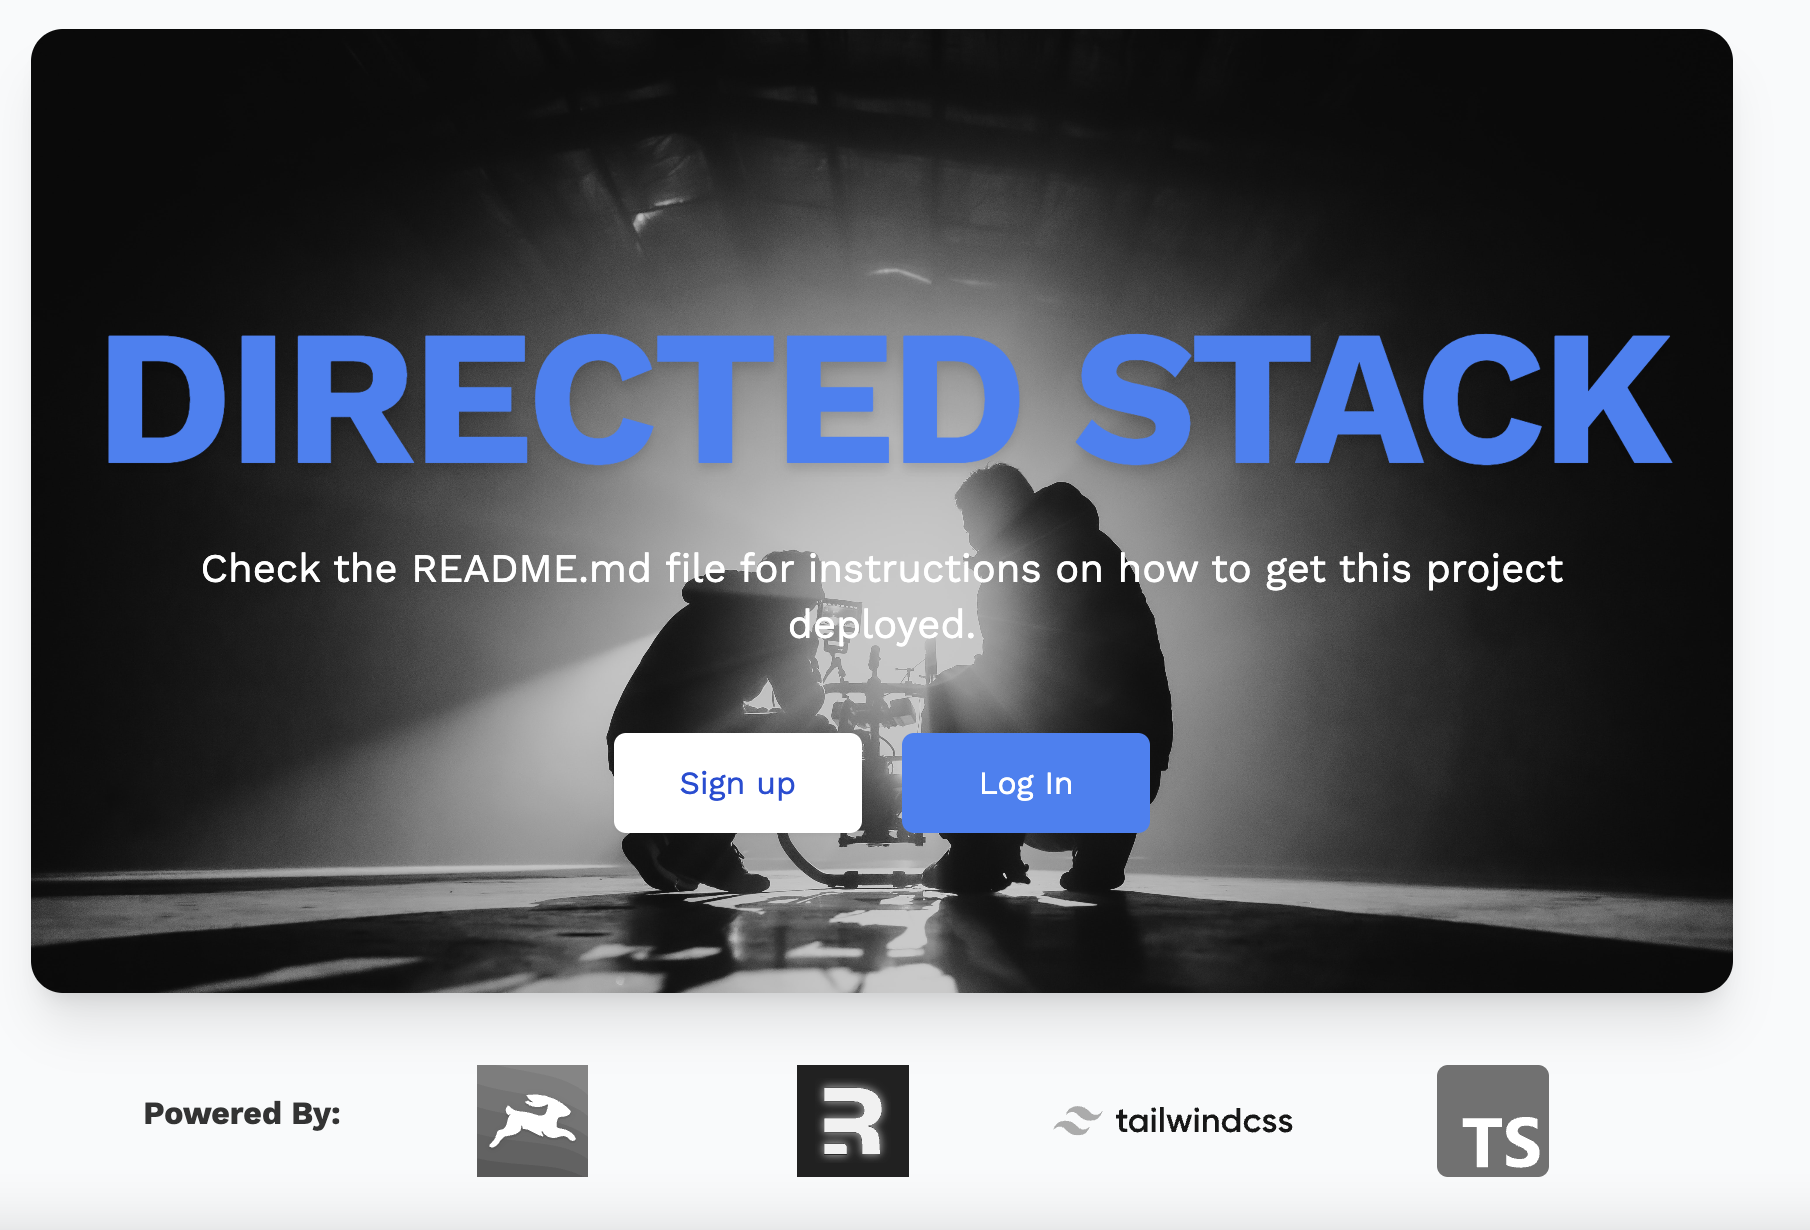 DIRECTED STACK
Check the README.md file for instructions on how to get this project
deployed.
Sign up
Log In
Powered By:
R
tailwindcss
TS